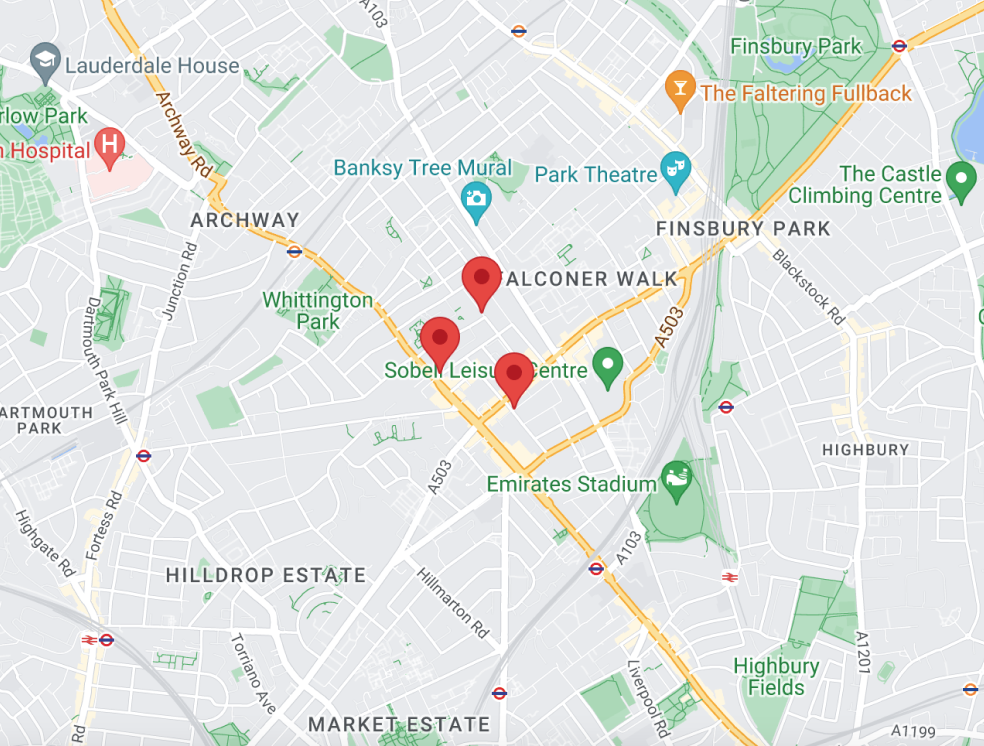 A103
Finsbury Park
Lauderdale House
The Faltering Fullback
rlow Park
Archway Rd
n Hospital
H
Banksy Tree Mural
Park Theatre
The Castle
Climbing Centre
ARCHWAY
FINSBURY PARK
Junction Rd
Blackstock Rd
ALCONER WALK
Whittington
Park
Dartmouth Park Hill
A503
Sobell Leisu
Centre
ARTMOUTH
PARK
HIGHBURY
A503
Emirates Stadium
Highgate Rd
Fortess Rd
A103
HILLDROP ESTATE
Hillmarton Rd
Torriano Ave
A1201
Liverpool Rd
Highbury
Fields
MARKET ESTATE
Rd
A1199